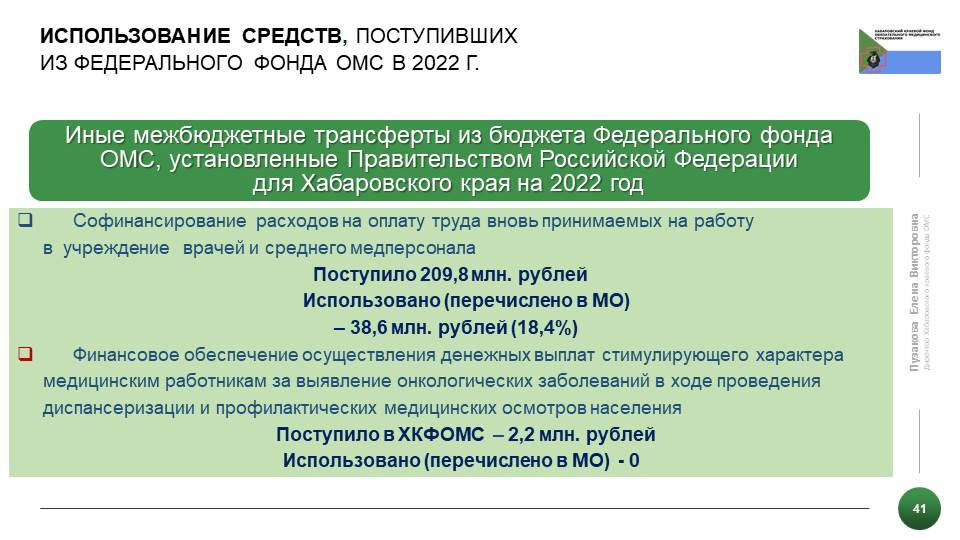 ИСПОЛЬЗОВАНИЕ СРЕДСТВ, ПОСТУПИВШИХ
ИЗ ФЕДЕРАЛЬНОГО ФОНДА ОМС В 2022 Г.
ХАБАРОВСКИЙ КРАЕВОЙ ФОНД
ОБЯЗАТЕЛЬНОГО МЕДИЦИНСКОГО
СТРАХОВАНИЯ
Иные межбюджетные трансферты из бюджета Федерального фонда
ОМС, установленные Правительством Российской Федерации
для Хабаровского края на 2022 год
Софинансирование расходов на оплату труда вновь принимаемых на работу
в учреждение врачей и среднего медперсонала
Поступило 209,8 млн. рублей
Использовано (перечислено в МО)
– 38,6 млн. рублей (18,4%)
Финансовое обеспечение осуществления денежных выплат стимулирующего характера
медицинским работникам за выявление онкологических заболеваний в ходе проведения
диспансеризации и профилактических медицинских осмотров населения
Поступило в ХКФОМС – 2,2 млн. рублей
Использовано (перечислено в МО) - 0
Пузакова Елена Викторовна
Директор Хабаровского краевого фонда ОМС
41